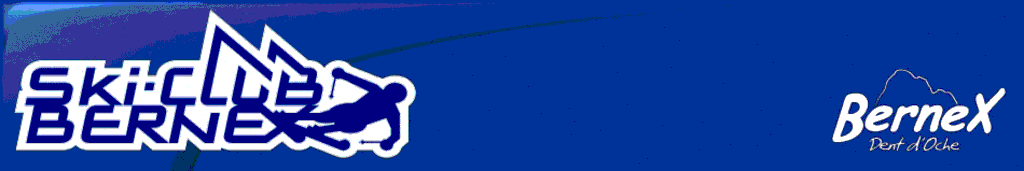 Ski-Club
Bernex
Bernex
Dent d'Oche